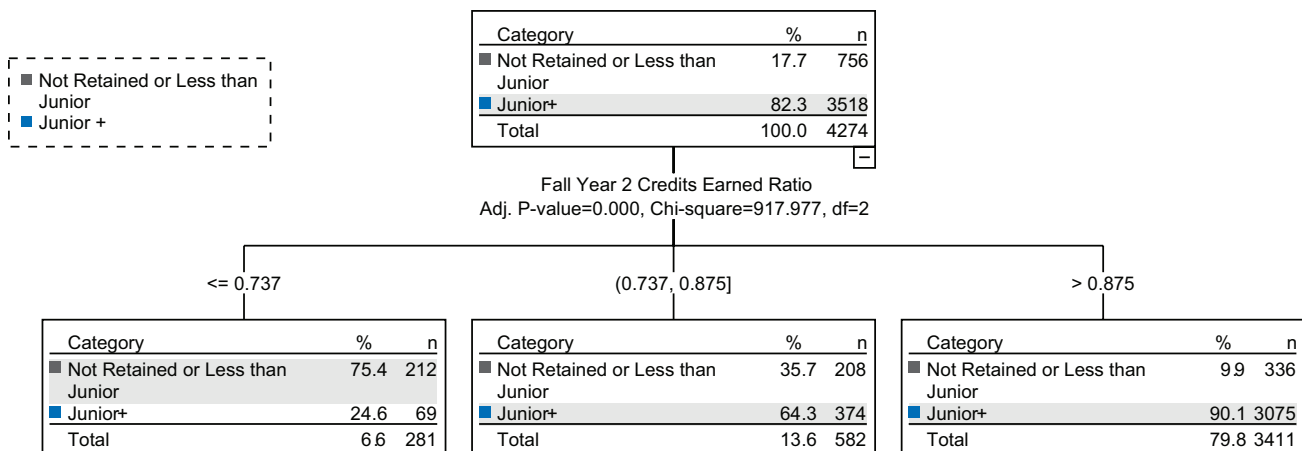 Not Retained or Less than
Junior
Junior +
Category % n
Not Retained or Less than 17.7 756
Junior
Junior+ 82.3 3518
Total 100.0 4274
Fall Year 2 Credits Earned Ratio
Adj. P-value=0.000, Chi-square=917.977, df=2
<= 0.737
(0.737, 0.875]
> 0.875
Category % n
Not Retained or Less than 75.4 212
Junior
Junior+ 24.6 69
Total 6.6 281
Category % n
Not Retained or Less than 35.7 208
Junior
Junior+ 64.3 374
Total 13.6 582
Category % n
Not Retained or Less than 9.9 336
Junior
Junior+ 90.1 3075
Total 79.8 3411